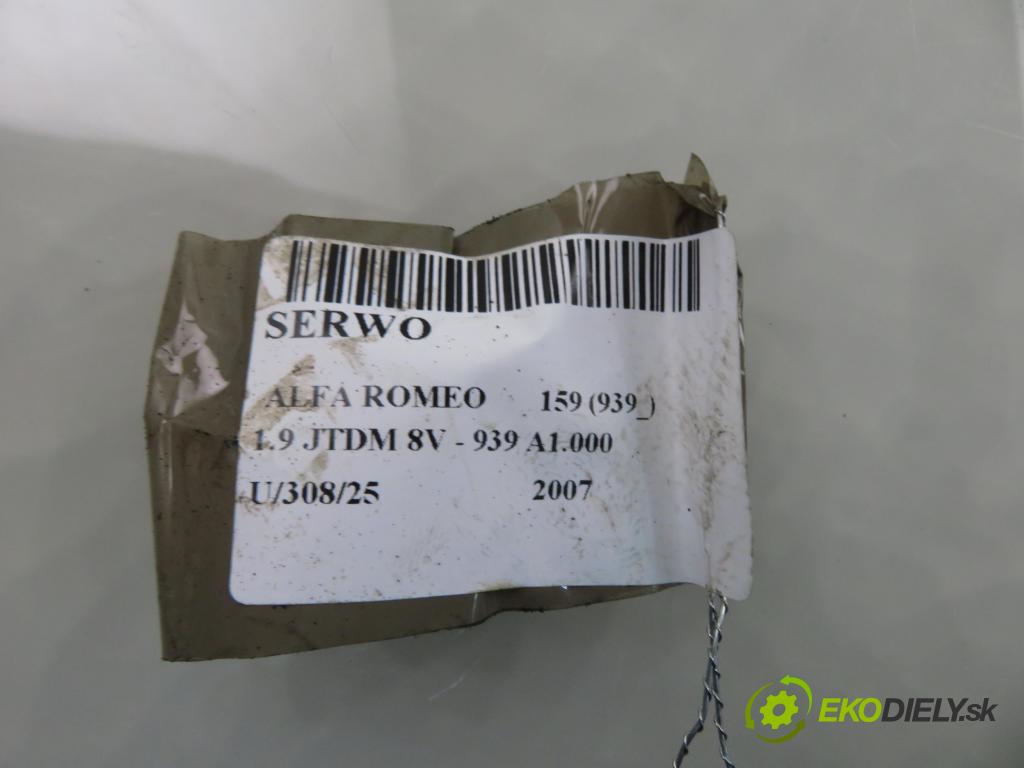 SERWO
ALFA ROMEO 159 (939_)
1.9 JTDM 8V - 939 A1.000
U/308/25 2007
EKODIELY.sk